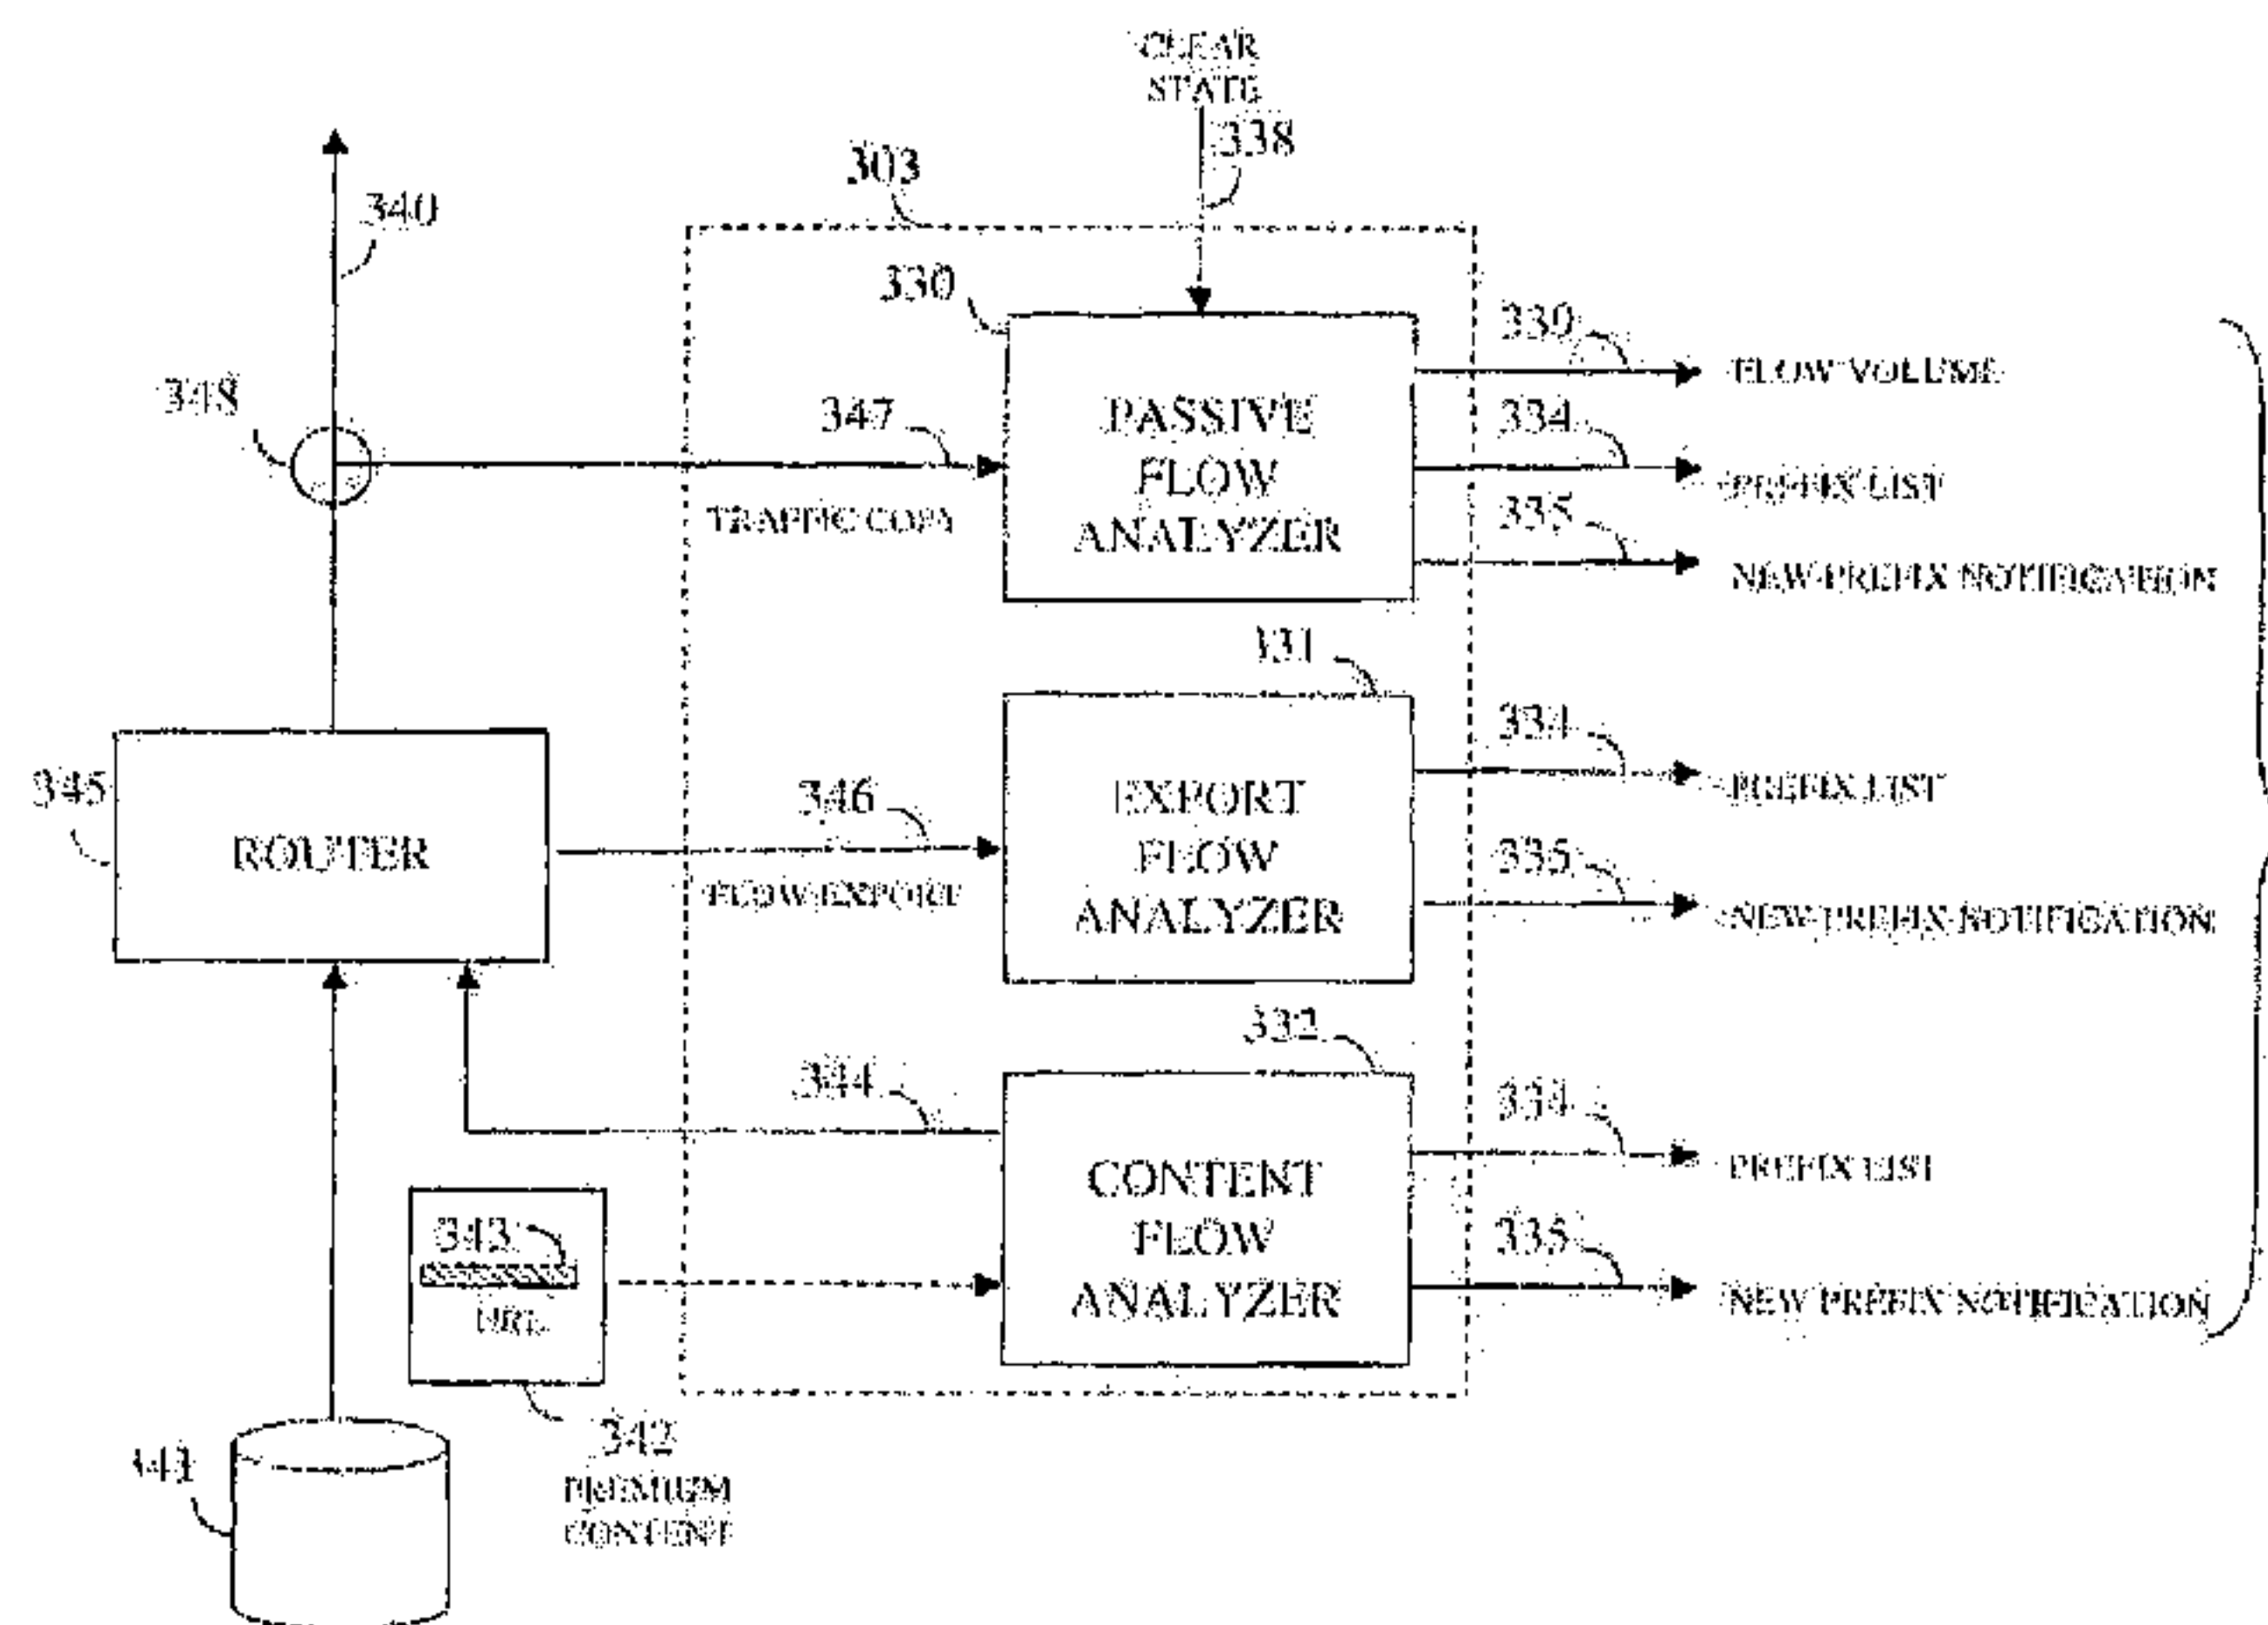 CLEAR
STATE
338
303
340
330
339
FLOW VOLUME
348
347
PASSIVE
FLOW
ANALYZER
334
PREFIX LIST
TRAFFIC COPY
335
NEW PREFIX NOTIFICATION
331
334
PREFIX LIST
345
ROUTER
346
FLOW EXPORT
EXPORT
FLOW
ANALYZER
335
NEW PREFIX NOTIFICATION
332
344
334
PREFIX LIST
CONTENT
FLOW
ANALYZER
343
URL
335
NEW PREFIX NOTIFICATION
342
PREMIUM
CONTENT
341